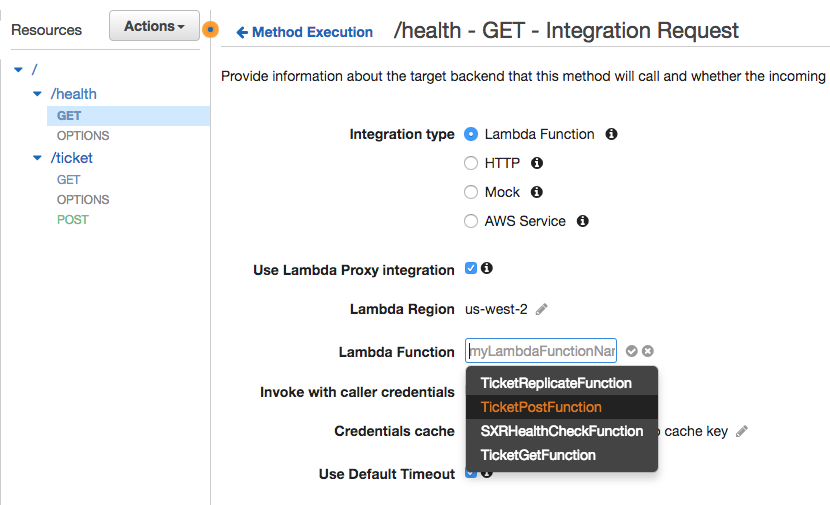 Resources
Actions
Method Execution
/health - GET - Integration Request
/
/health
GET
OPTIONS
/ticket
GET
OPTIONS
POST
Provide information about the target backend that this method will call and whether the incoming
Integration type
Lambda Function
HTTP
Mock
AWS Service
Use Lambda Proxy integration
Lambda Region us-west-2
Lambda Function myLambdaFunctionNar
TicketReplicateFunction
TicketPostFunction
SXRHealthCheckFunction
TicketGetFunction
Invoke with caller credentials
Credentials cache
cache key
Use Default Timeout